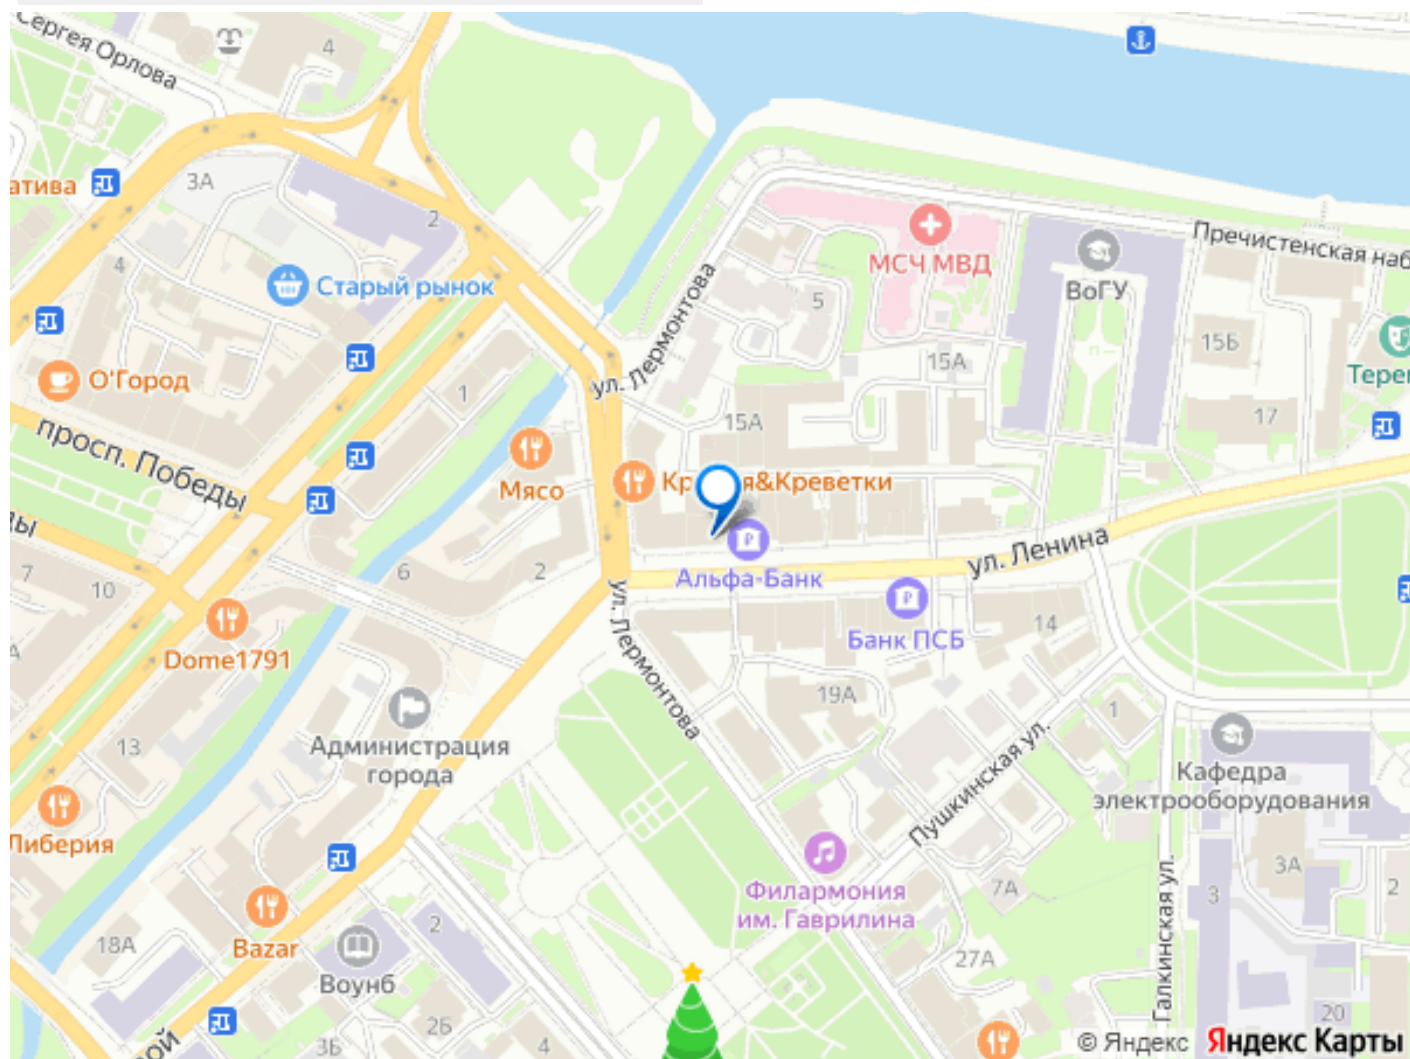 Сергея Орлова
4
3А
атива
2
4
Старый рынок
О'Город
1
просп. Победы
ул. Лермонтова
5
МСЧ МВД
ВоГУ
Пречистенская наб
15А
15Б
Терем
17
15А
Мясо
&Креветки
ул. Ленина
Альфа-Банк
Банк ПСБ
14
7
10
6
2
Dome1791
ул. Лермонтова
19А
1
Пушкинская ул.
13
Администрация
города
Кафедра
электрооборудования
Либерия
Филармония
им. Гаврилина
7А
3
3А
2
Галкинская ул.
18А
Bazar
2
Воунб
27А
20
3Б
2Б
4
ой
© Яндекс Яндекс Карты